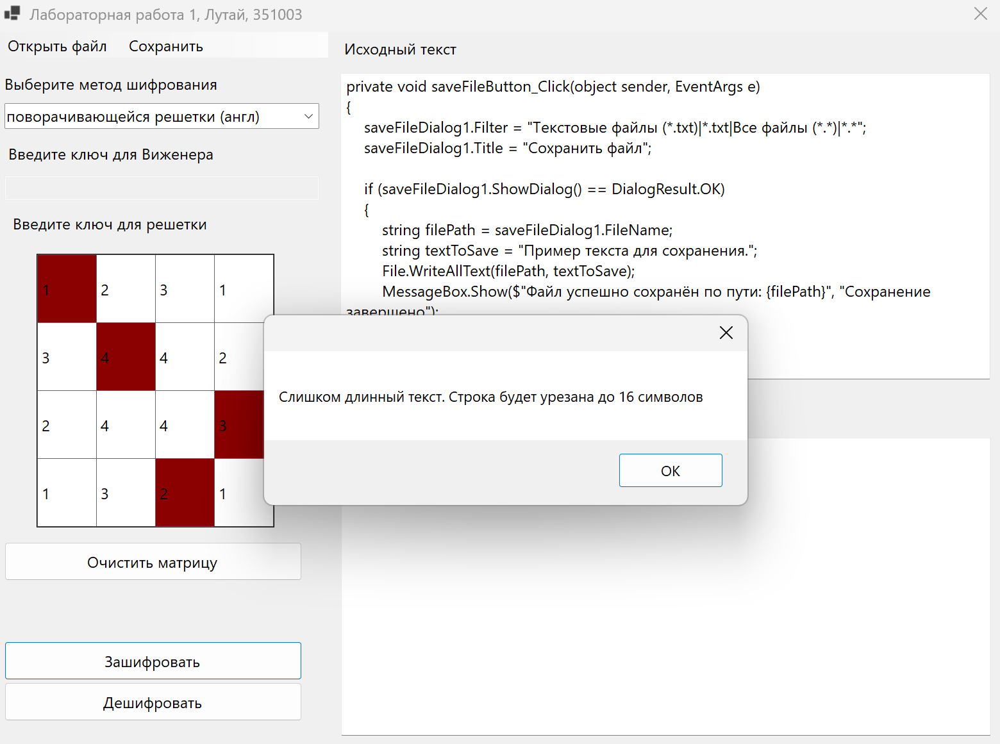 Лабораторная работа 1, Лутай, 351003
Открыть файл Сохранить
Выберите метод шифрования
поворачивающейся решетки (англ)
Введите ключ для Виженера
Введите ключ для решетки
1 2 3 1
3 4 4 2
2 4 4 3
1 3 2 1
Очистить матрицу
Зашифровать
Дешифровать
Исходный текст
private void saveFileButton_Click(object sender, EventArgs e)
{
saveFileDialog1.Filter = "Текстовые файлы (*.txt)|*.txt|Все файлы (*.*)|*.*";
saveFileDialog1.Title = "Сохранить файл";
if (saveFileDialog1.ShowDialog() == DialogResult.OK)
{
string filePath = saveFileDialog1.FileName;
string textToSave = "Пример текста для сохранения.";
File.WriteAllText(filePath, textToSave);
MessageBox.Show($"Файл успешно сохранён по пути: {filePath}", "Сохранение
завершено");
Слишком длинный текст. Строка будет урезана до 16 символов
OK